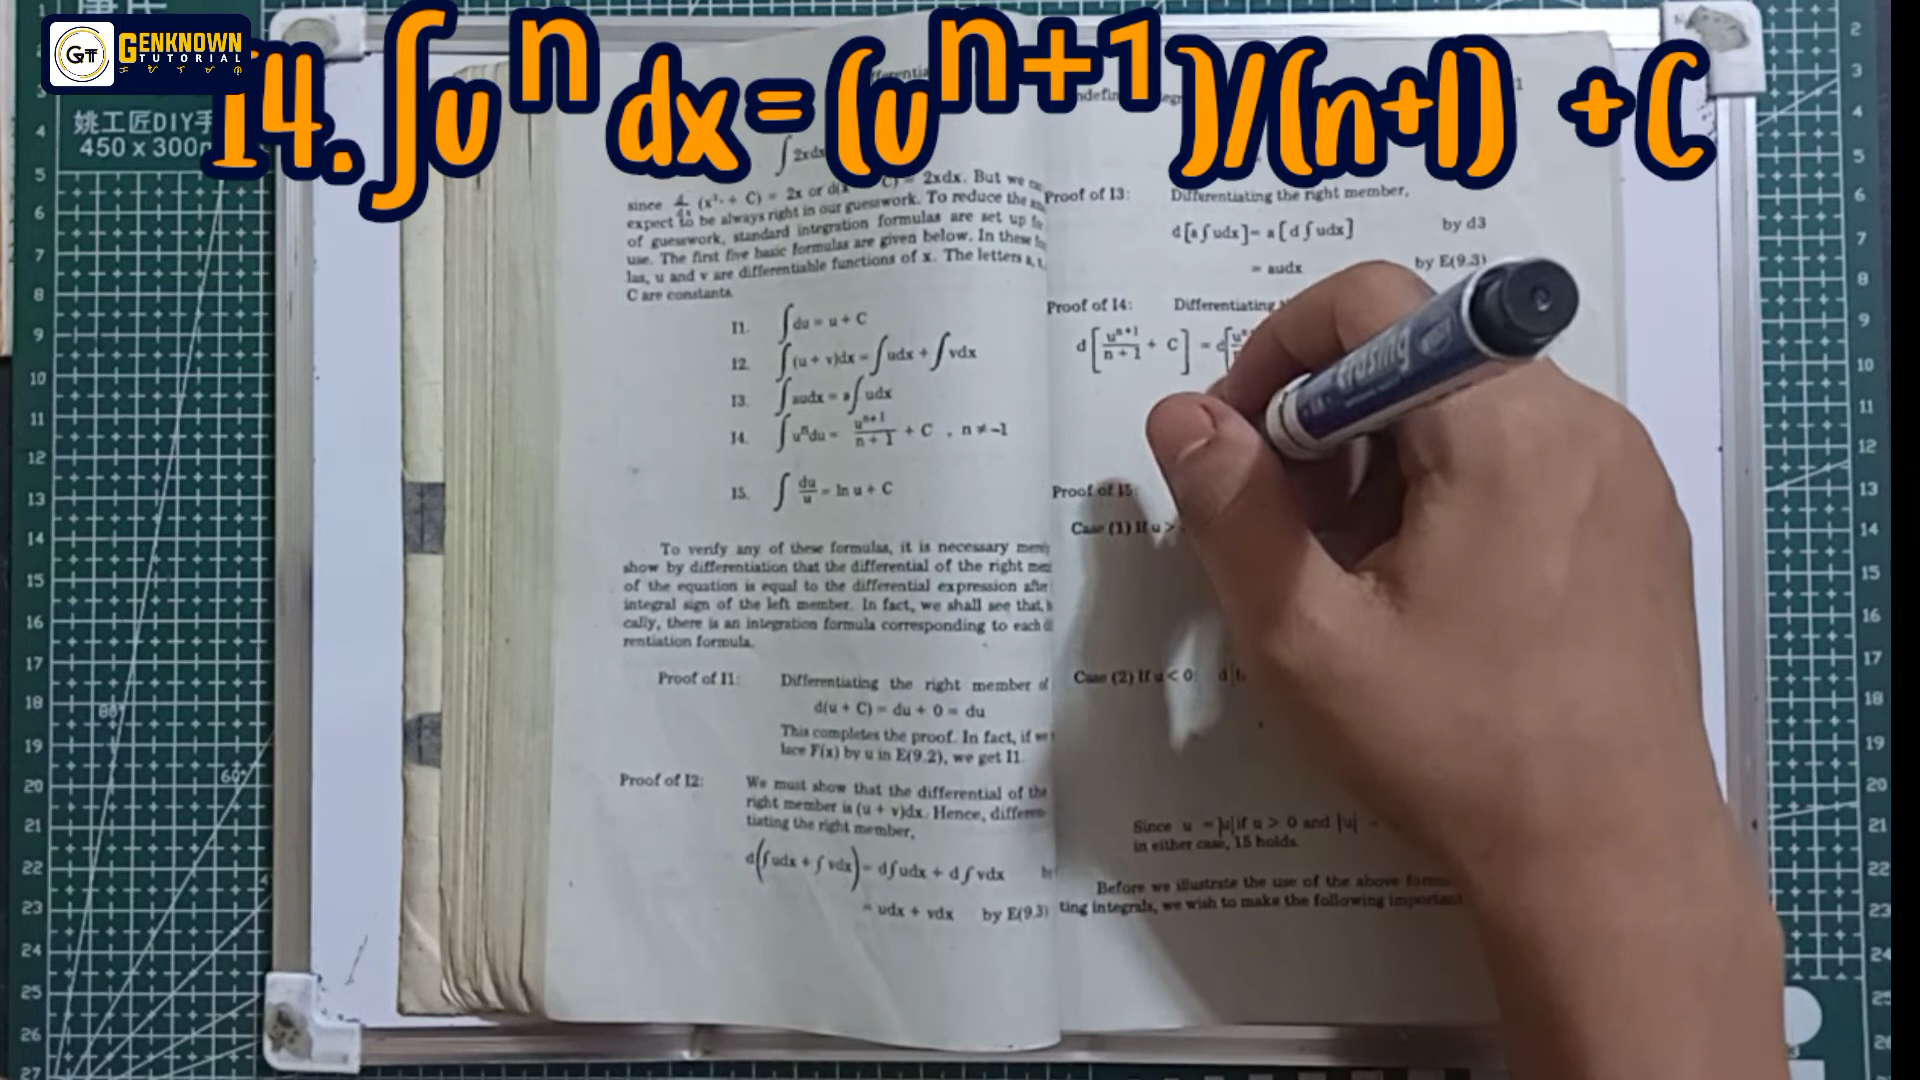 GENKNOWN
TUTORIAL
GT
I4. ∫u^n dx=(u^n+1)/(n+1) +C
姚工匠DIY手
450 x 300
∫ 2xdx
since (x² + C) = 2x or d(x C) = 2xdx. But we
expect to be always right in our guesswork. To reduce the
of guesswork, standard integration formulas are set up
use. The first five basic formulas are given below. In these
las, u and v are differentiable functions of x. The letters a,
C are constants.
I1. ∫du = u + C
I2. ∫(u + v)dx = ∫udx + ∫vdx
I3. ∫audx = a∫udx
I4. ∫u^n du = u^n+1/n + 1 + C , n ≠ -1
I5. ∫ du/u = ln u + C
To verify any of these formulas, it is necessary
show by differentiation that the differential of the right
of the equation is equal to the differential expression after
integral sign of the left member. In fact, we shall see that,
cally, there is an integration formula corresponding to each
rentiation formula.
Proof of I1: Differentiating the right member
d(u + C) = du + 0 = du
This completes the proof. In fact, if we
lace F(x) by u in E(9.2), we get I1.
Proof of I2: We must show that the differential of the
right member is (u + v)dx. Hence, differen-
tiating the right member,
d(∫udx + ∫vdx) = d∫udx + d∫vdx
= udx + vdx by E(9.3)
Proof of I3: Differentiating the right member,
d[a∫udx] = a[d∫udx] by d3
= audx by E(9.3)
Proof of I4: Differentiating
d[u^n+1/n + 1 + C] = d[
Proof of I5
Case (1) If u >
Case (2) If u < 0:
Since u = |u| if u > 0 and |u|
in either case, I5 holds.
Before we illustrate the use of the above
ting integrals, we wish to make the following important
erasing